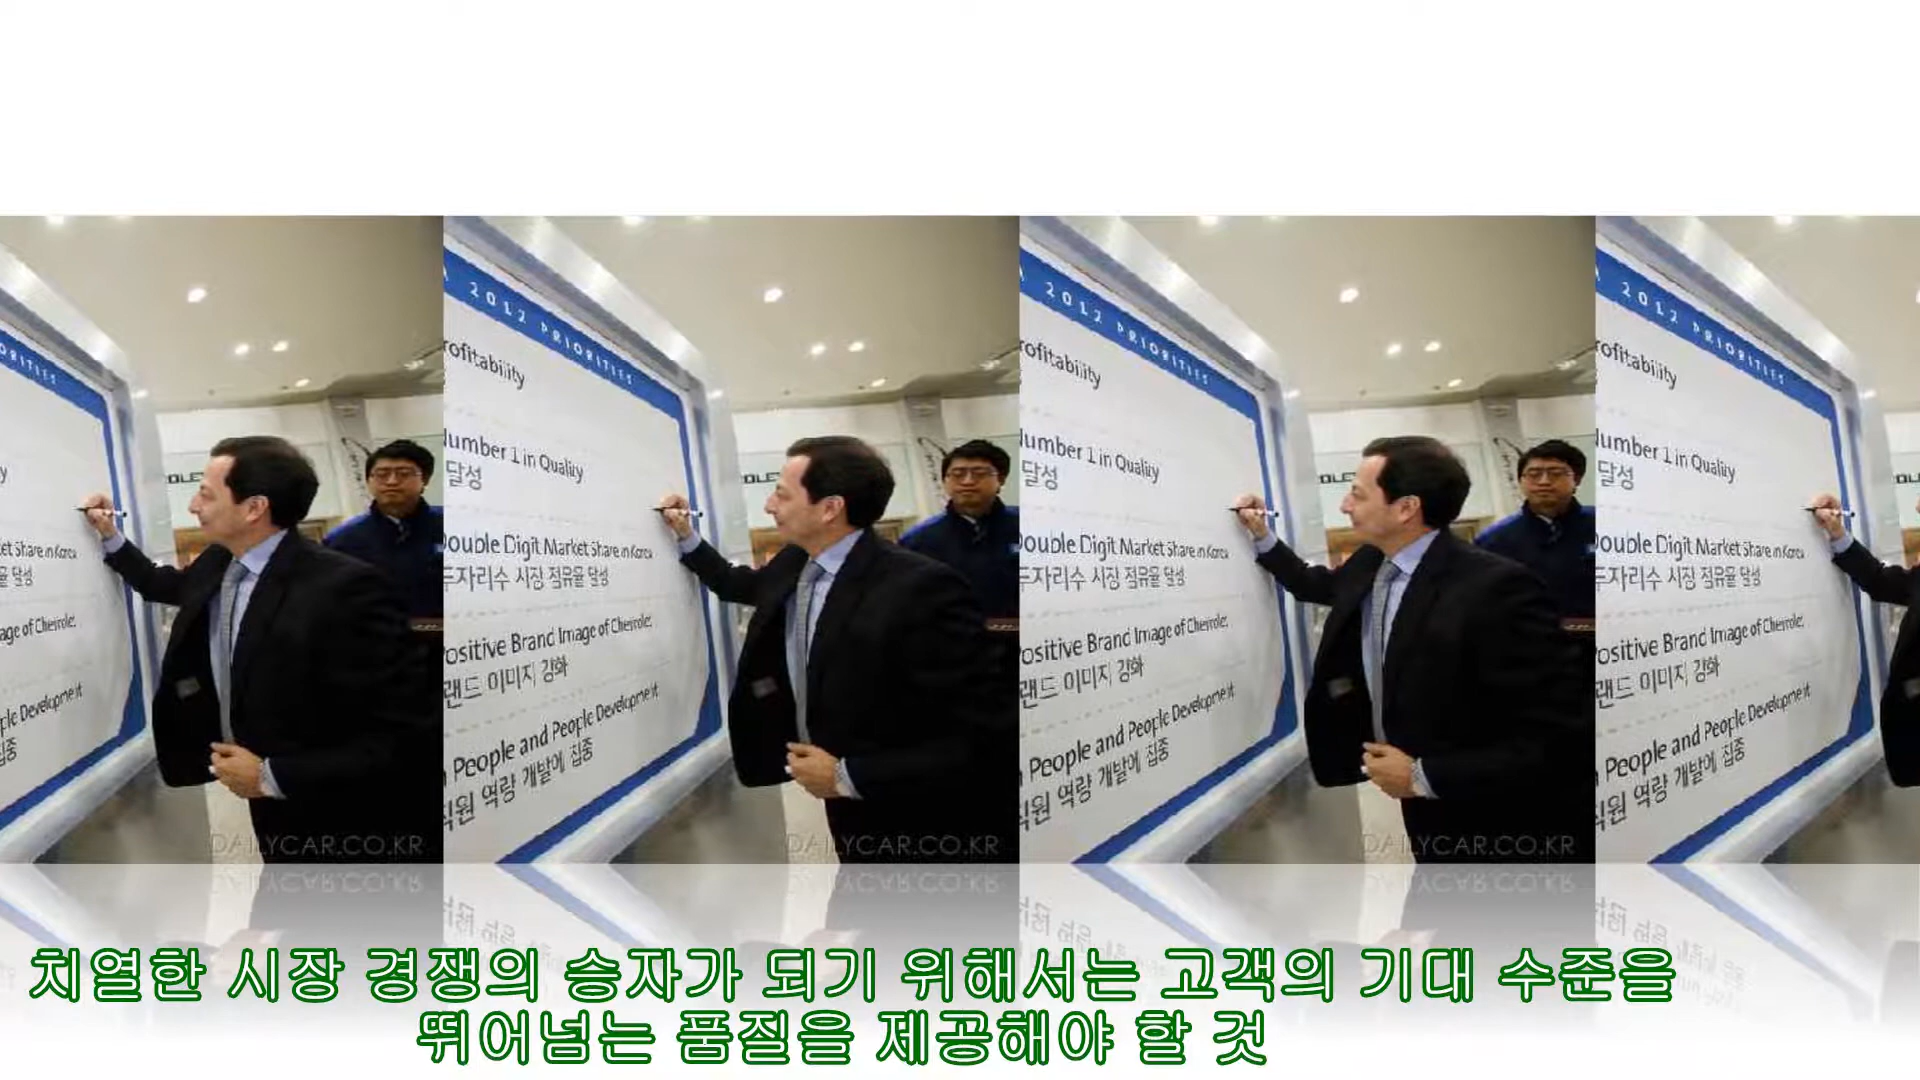 2012 PRIORITIES
rofitability
umber 1 in Quality
달성
ouble Digit Market Share in Korea
두자리수 시장 점유율 달성
ositive Brand Image of Chevrolet
랜드 이미지 강화
People and People Development
직원 역량 개발에 집중
DAILYCAR.CO.KR
치열한 시장 경쟁의 승자가 되기 위해서는 고객의 기대 수준을
뛰어넘는 품질을 제공해야 할 것